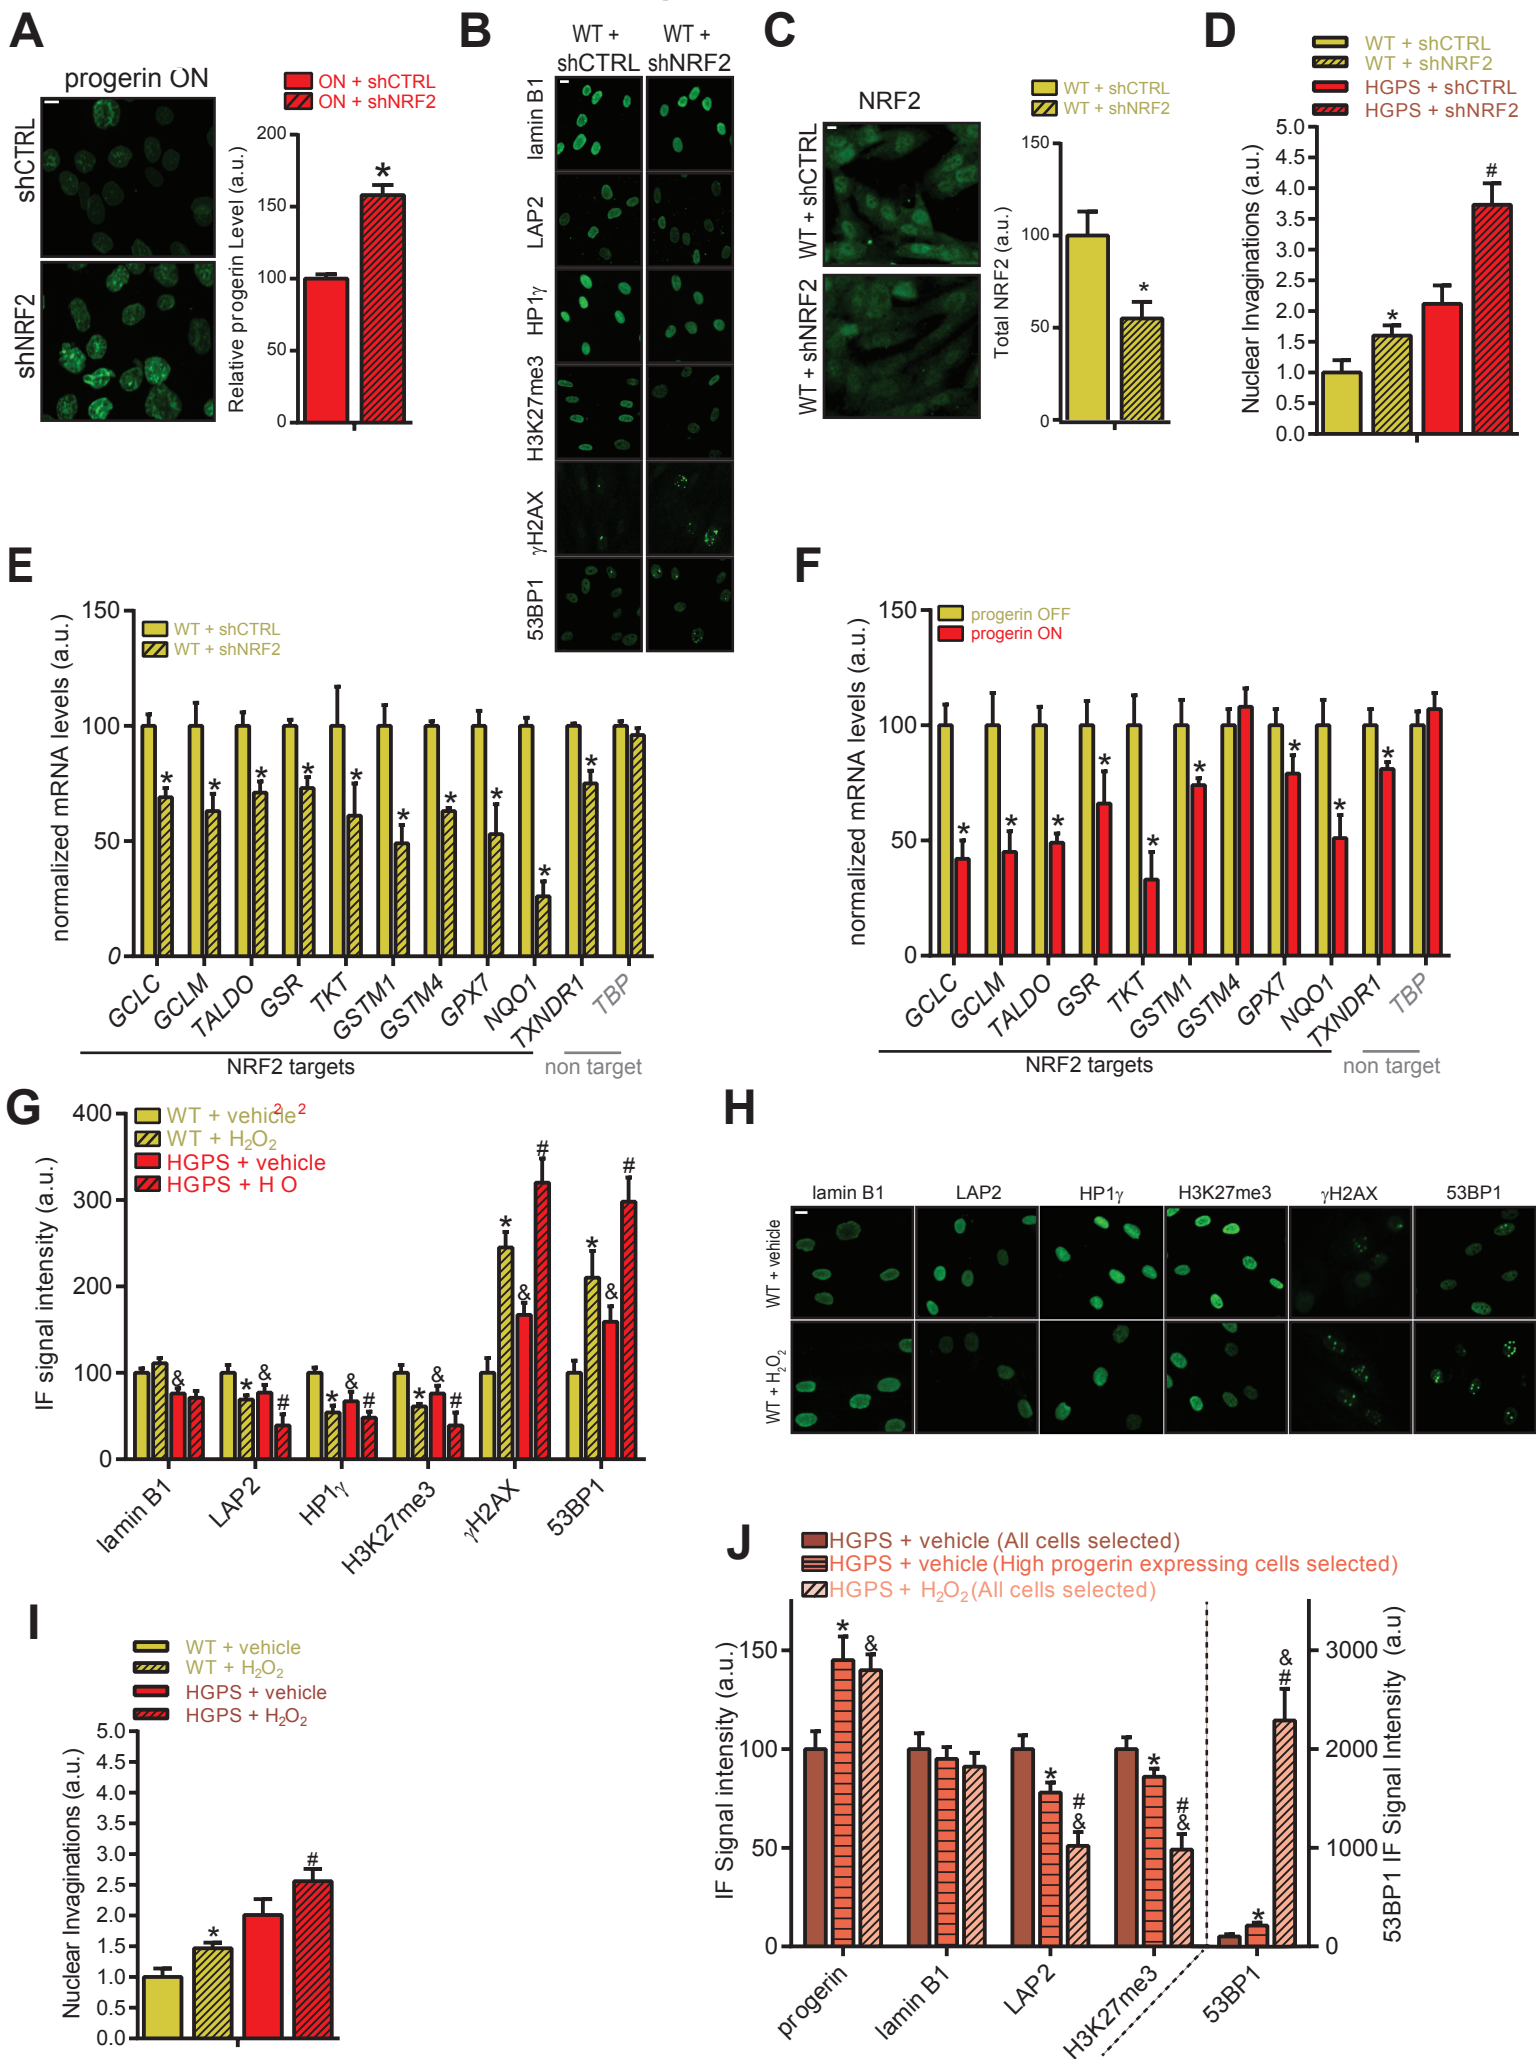 A
progerin ON
shCTRL
shNRF2
ON + shCTRL
ON + shNRF2
Relative progerin Level (a.u.)
200
150
100
50
0
*
B
WT + shCTRL
WT + shNRF2
lamin B1
LAP2
HP1γ
H3K27me3
γH2AX
53BP1
C
NRF2
WT + shCTRL
WT + shNRF2
WT + shCTRL
WT + shNRF2
Total NRF2 (a.u.)
150
100
50
0
*
D
WT + shCTRL
WT + shNRF2
HGPS + shCTRL
HGPS + shNRF2
Nuclear Invaginations (a.u.)
5.0
4.5
4.0
3.5
3.0
2.5
2.0
1.5
1.0
0.5
0.0
* #
E
WT + shCTRL
WT + shNRF2
normalized mRNA levels (a.u.)
150
100
50
0
* * * * * * * * * *
GCLC GCLM TALDO GSR TKT GSTM1 GSTM4 GPX7 NQO1 TXNDR1 TBP
NRF2 targets non target
F
progerin OFF
progerin ON
normalized mRNA levels (a.u.)
150
100
50
0
* * * * * * * * *
GCLC GCLM TALDO GSR TKT GSTM1 GSTM4 GPX7 NQO1 TXNDR1 TBP
NRF2 targets non target
G
WT + vehicle 2 2
WT + H₂O₂
HGPS + vehicle
HGPS + H O
IF signal intensity (a.u.)
400
300
200
100
0
& * & # * & # * & # * & # * & #
lamin B1 LAP2 HP1γ H3K27me3 γH2AX 53BP1
H
lamin B1 LAP2 HP1γ H3K27me3 γH2AX 53BP1
WT + vehicle
WT + H₂O₂
I
WT + vehicle
WT + H₂O₂
HGPS + vehicle
HGPS + H₂O₂
Nuclear Invaginations (a.u.)
5.0
4.5
4.0
3.5
3.0
2.5
2.0
1.5
1.0
0.5
0.0
* #
J
HGPS + vehicle (All cells selected)
HGPS + vehicle (High progerin expressing cells selected)
HGPS + H₂O₂ (All cells selected)
IF Signal intensity (a.u.)
150
100
50
0
* & * # & * # & * & #
53BP1 IF Signal Intensity (a.u)
3000
2000
1000
0
progerin lamin B1 LAP2 H3K27me3 53BP1